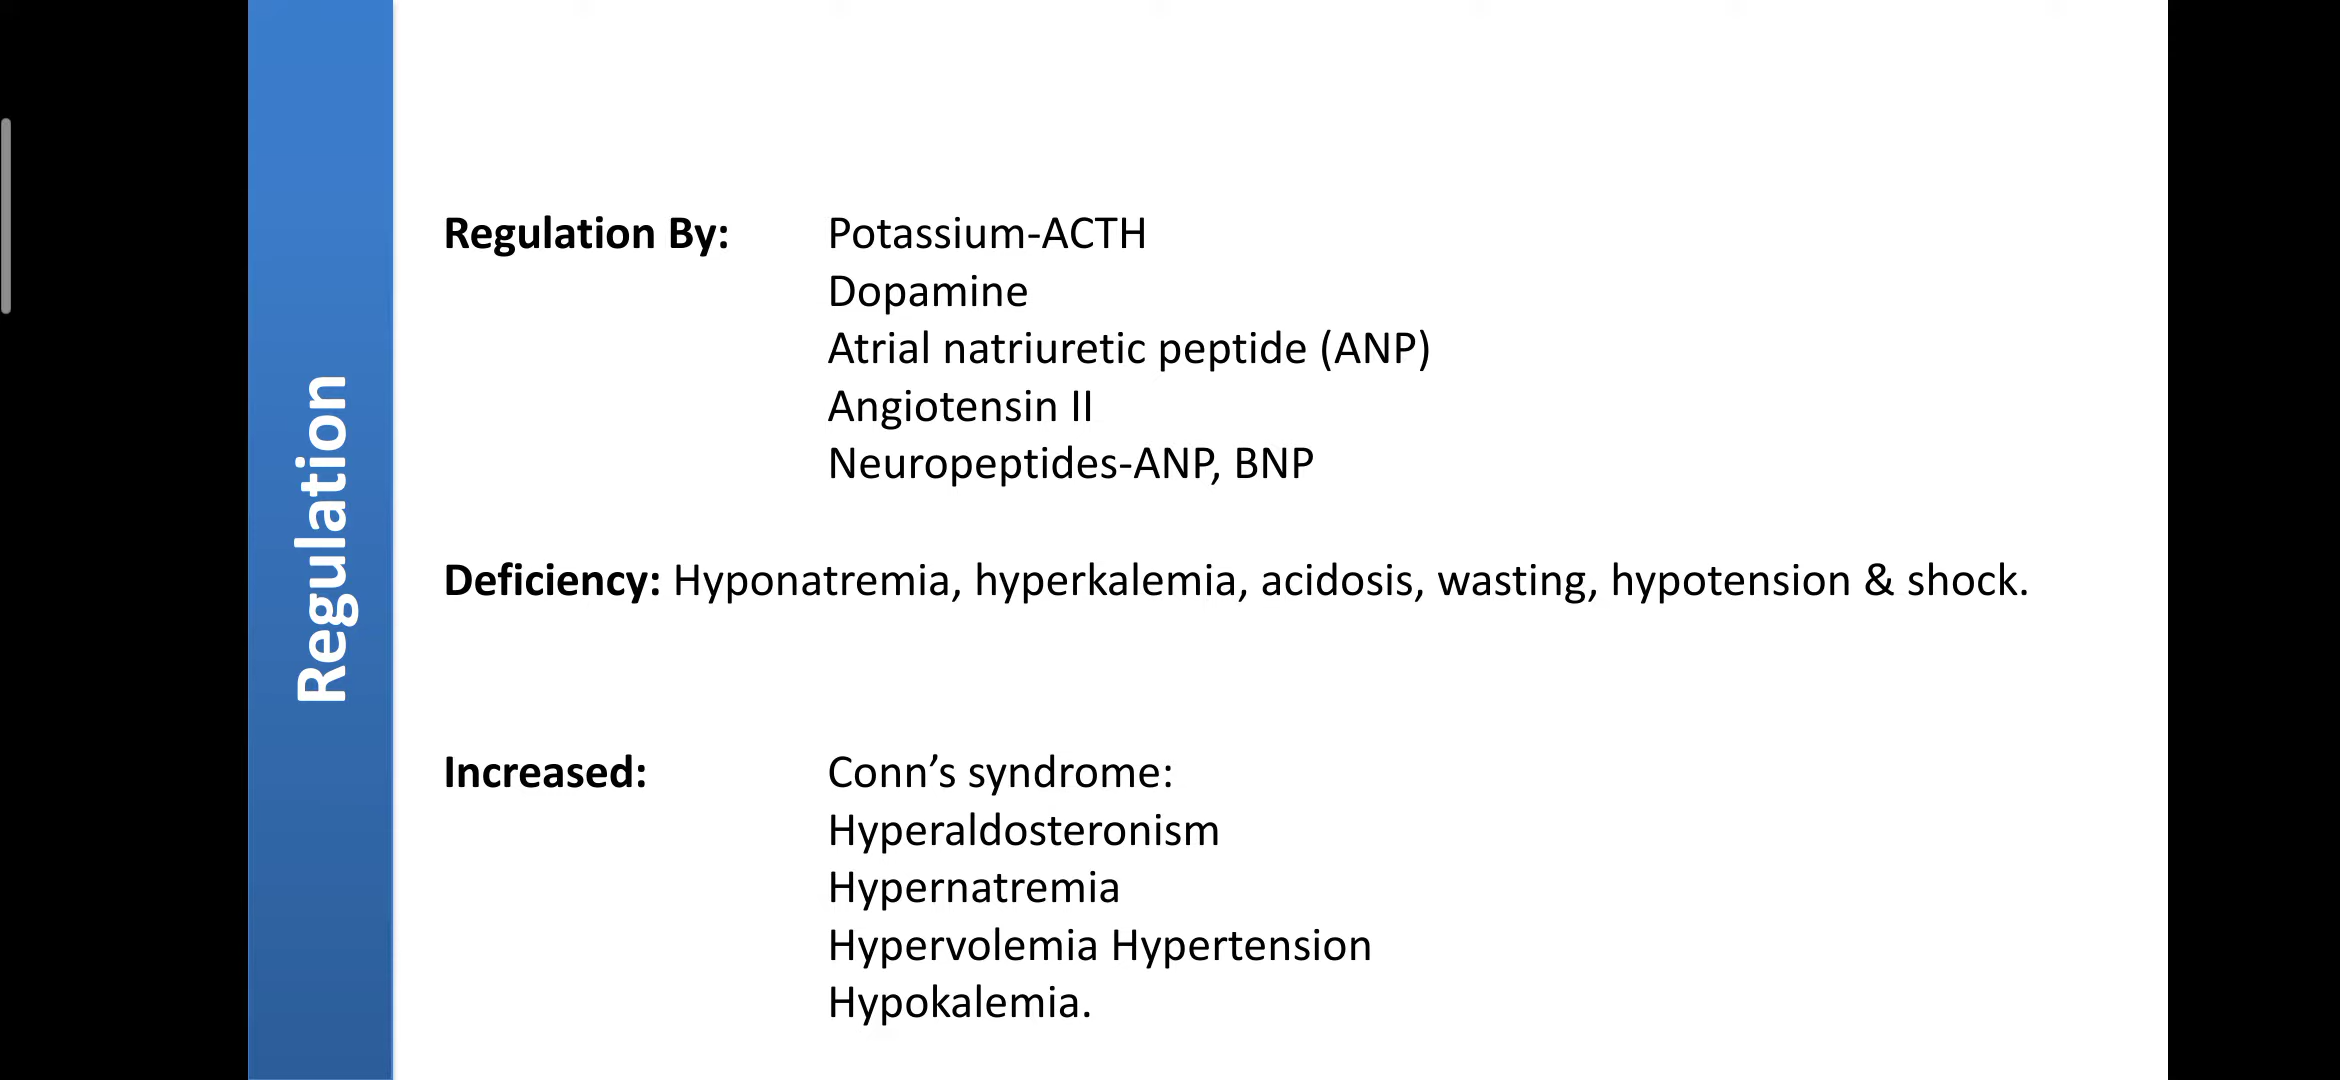 Regulation
Regulation By: Potassium-ACTH
Dopamine
Atrial natriuretic peptide (ANP)
Angiotensin II
Neuropeptides-ANP, BNP
Deficiency: Hyponatremia, hyperkalemia, acidosis, wasting, hypotension & shock.
Increased: Conn’s syndrome:
Hyperaldosteronism
Hypernatremia
Hypervolemia Hypertension
Hypokalemia.